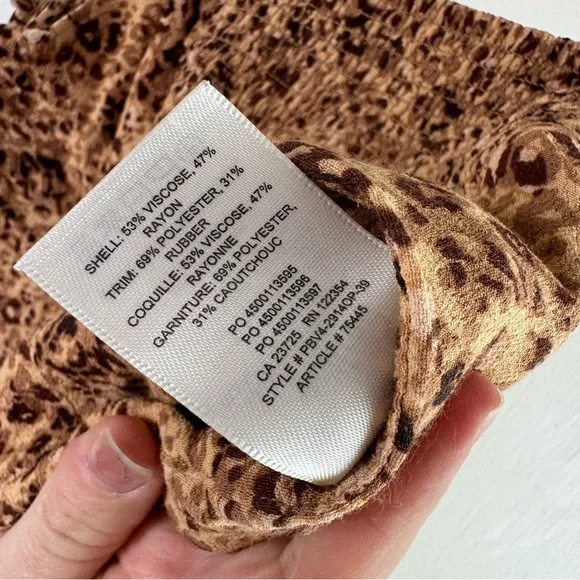 SHELL: 53% VISCOSE, 47%
RAYON
TRIM: 69% POLYESTER, 31%
RUBBER
COQUILLE: 53% VISCOSE, 47%
RAYONNE
GARNITURE: 69% POLYESTER,
31% CAOUTCHOUC
PO 4500113595
PO 4500113596
PO 4500113597
CA 23725 RN 122354
STYLE # PBV4-2914OP-39
ARTICLE # 75445